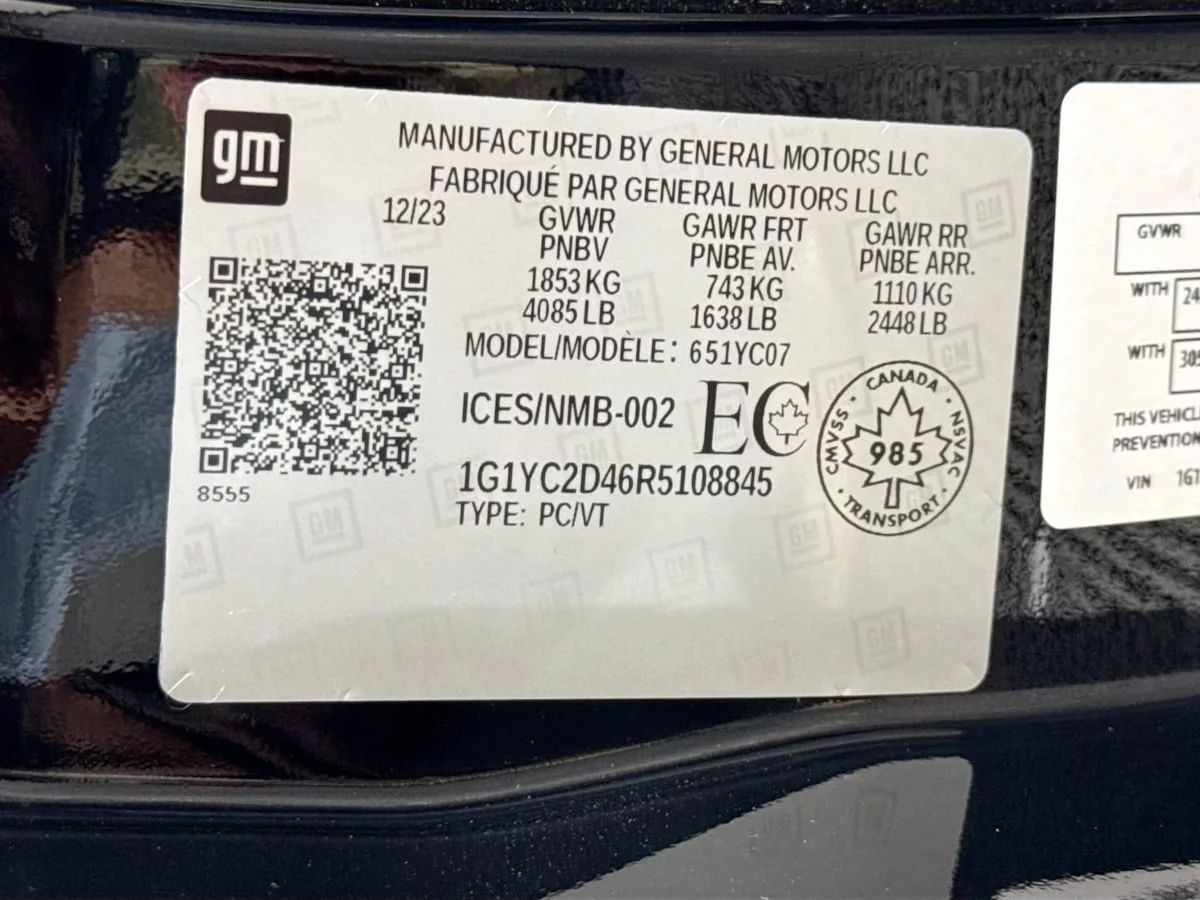 gm
MANUFACTURED BY GENERAL MOTORS LLC
FABRIQUÉ PAR GENERAL MOTORS LLC
12/23 GVWR GAWR FRT GAWR RR
PNBV PNBE AV. PNBE ARR.
1853 KG 743 KG 1110 KG
4085 LB 1638 LB 2448 LB
MODEL/MODÈLE: 651YC07
ICES/NMB-002 EC
1G1YC2D46R5108845
TYPE: PC/VT
8555
CANADA
CMVSS NSVAC
985
TRANSPORT
GVWR
WITH 24
WITH 305
THIS VEHICL
PREVENTION
VIN 1G1